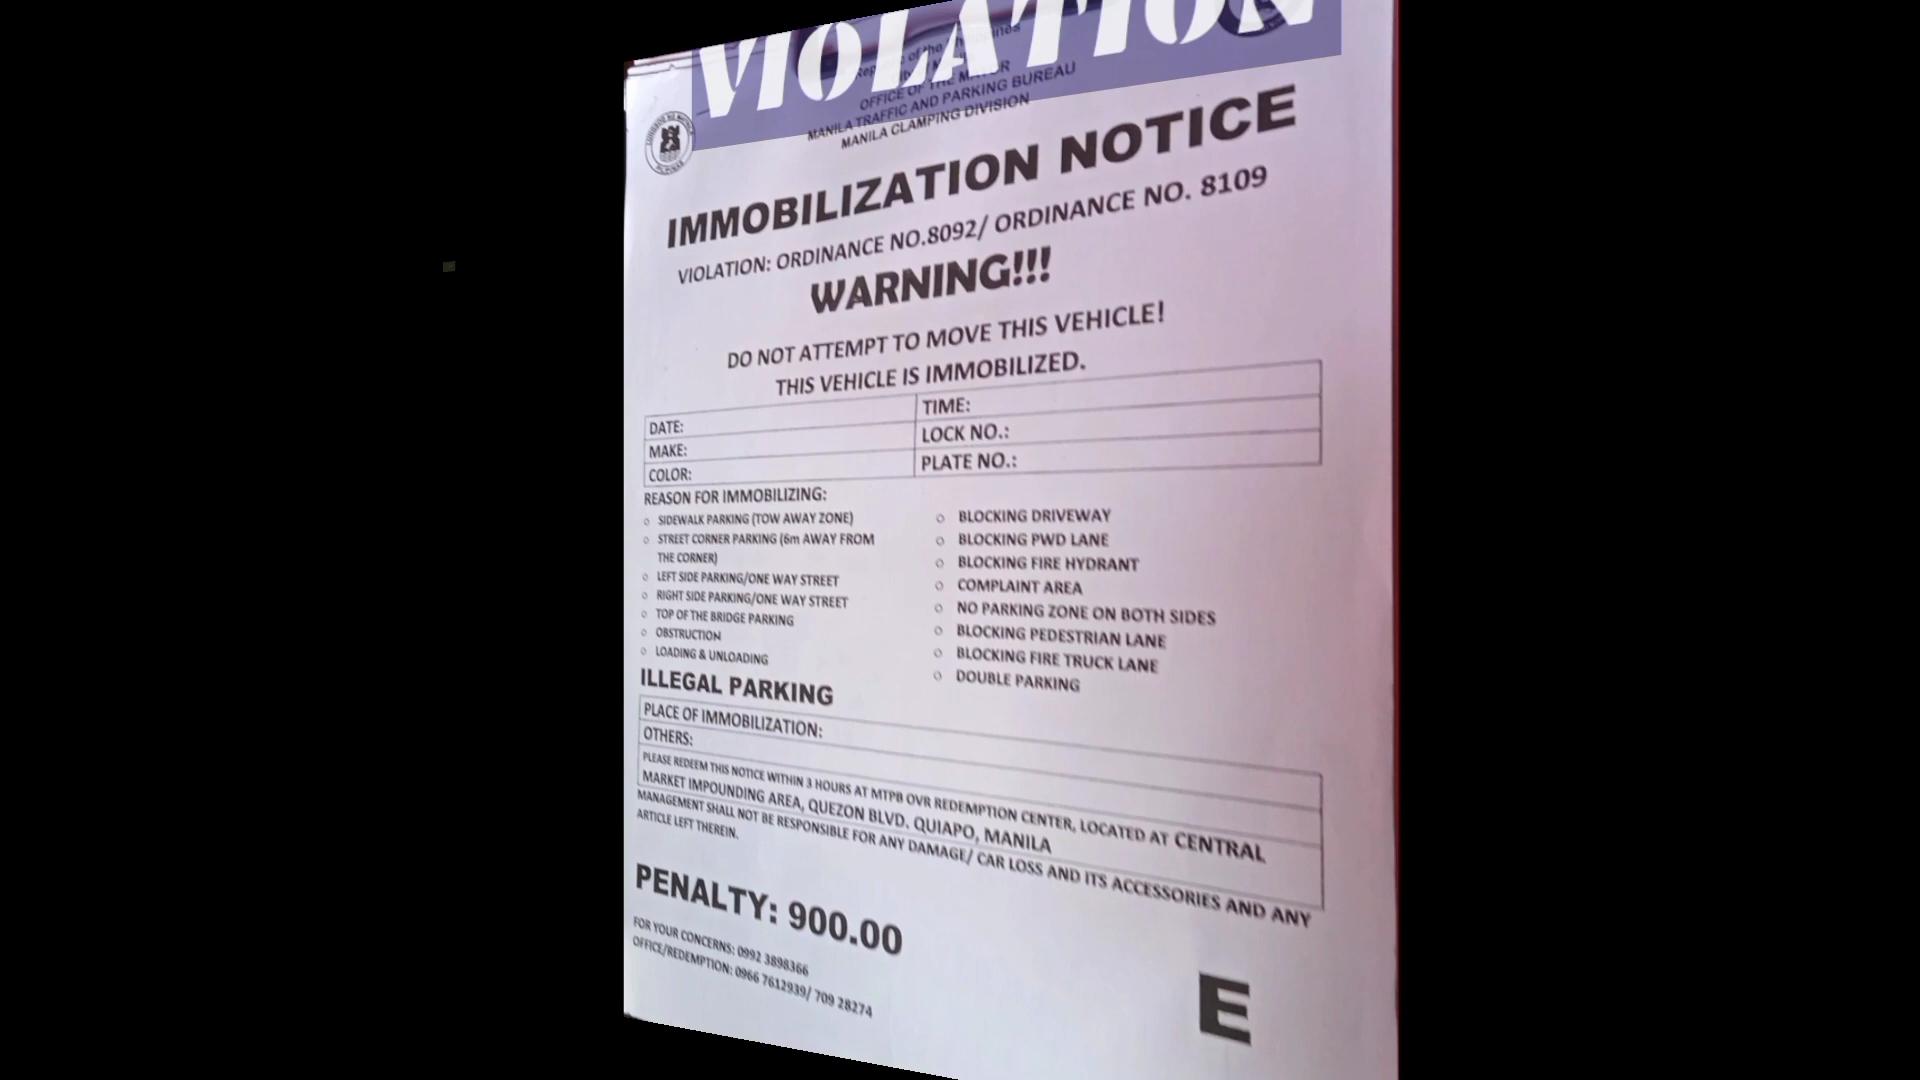 VIOLATION
Republic of the Philippines
OFFICE OF THE MAYOR
MANILA TRAFFIC AND PARKING BUREAU
MANILA CLAMPING DIVISION
IMMOBILIZATION NOTICE
VIOLATION: ORDINANCE NO.8092/ ORDINANCE NO. 8109
WARNING!!!
DO NOT ATTEMPT TO MOVE THIS VEHICLE!
THIS VEHICLE IS IMMOBILIZED.
DATE: TIME:
MAKE: LOCK NO.:
COLOR: PLATE NO.:
REASON FOR IMMOBILIZING:
SIDEWALK PARKING (TOW AWAY ZONE)
STREET CORNER PARKING (6m AWAY FROM
THE CORNER)
LEFT SIDE PARKING/ONE WAY STREET
RIGHT SIDE PARKING/ONE WAY STREET
TOP OF THE BRIDGE PARKING
OBSTRUCTION
LOADING & UNLOADING
BLOCKING DRIVEWAY
BLOCKING PWD LANE
BLOCKING FIRE HYDRANT
COMPLAINT AREA
NO PARKING ZONE ON BOTH SIDES
BLOCKING PEDESTRIAN LANE
BLOCKING FIRE TRUCK LANE
DOUBLE PARKING
ILLEGAL PARKING
PLACE OF IMMOBILIZATION:
OTHERS:
PLEASE REDEEM THIS NOTICE WITHIN 3 HOURS AT MTPB OVR REDEMPTION CENTER, LOCATED AT CENTRAL
MARKET IMPOUNDING AREA, QUEZON BLVD. QUIAPO, MANILA
MANAGEMENT SHALL NOT BE RESPONSIBLE FOR ANY DAMAGE/ CAR LOSS AND ITS ACCESSORIES AND ANY
ARTICLE LEFT THEREIN.
PENALTY: 900.00
FOR YOUR CONCERNS: 0992 3898366
OFFICE/REDEMPTION: 0966 7612939/ 709 28274
E